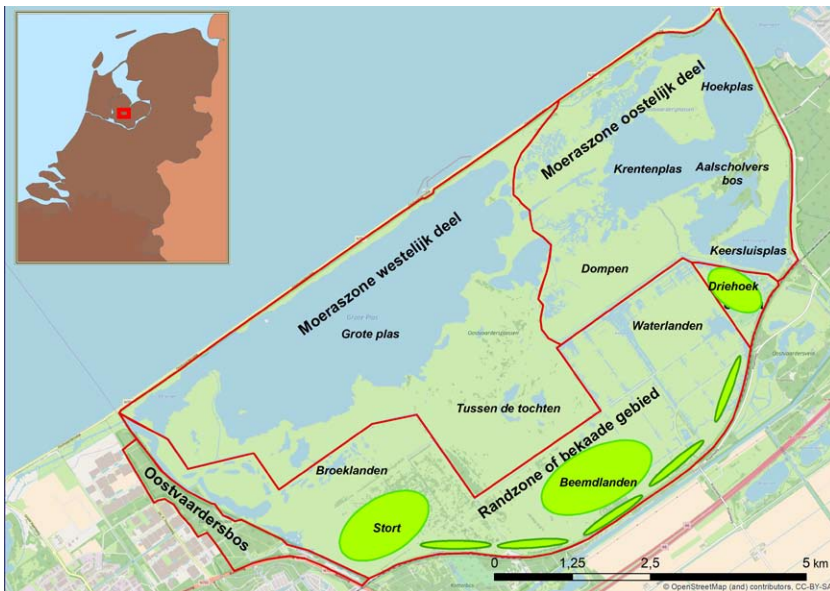 Hoekplas
Moeraszone oostelijk deel
Krentenplas
Aalscholvers
bos
Keersluisplas
Dompen
Driehoek
Moeraszone westelijk deel
Grote Plas
Grote plas
Waterlanden
Tussen de tochten
Randzone of bekaade gebied
Broeklanden
Beemdlanden
Oostvaardersbos
Stort
0 1,25 2,5 5 km
© OpenStreetMap (and) contributors, CC-BY-SA